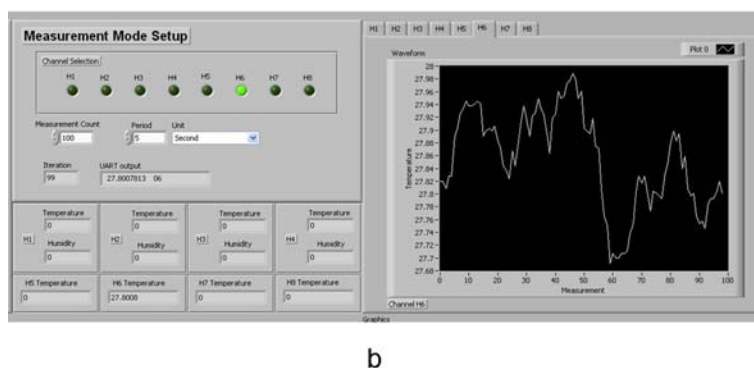 Measurement Mode Setup
Channel Selection
H1 H2 H3 H4 H5 H6 H7 H8
Measurement Count Period Unit
100 5 Second
Iteration UART output
99 27.8007813 06
Temperature Temperature Temperature Temperature
0 0 0 0
H1 H2 H3 H4
Humidity Humidity Humidity Humidity
0 0 0 0
H5 Temperature H6 Temperature H7 Temperature H8 Temperature
0 27.8008 0 0
H1 H2 H3 H4 H5 H6 H7 H8
Waveform Plot 0
Temperature
28
27.98
27.96
27.94
27.92
27.9
27.88
27.86
27.84
27.82
27.8
27.78
27.76
27.74
27.72
27.7
27.68
0 10 20 30 40 50 60 70 80 90 100
Measurement
Channel H6
Graphics
b